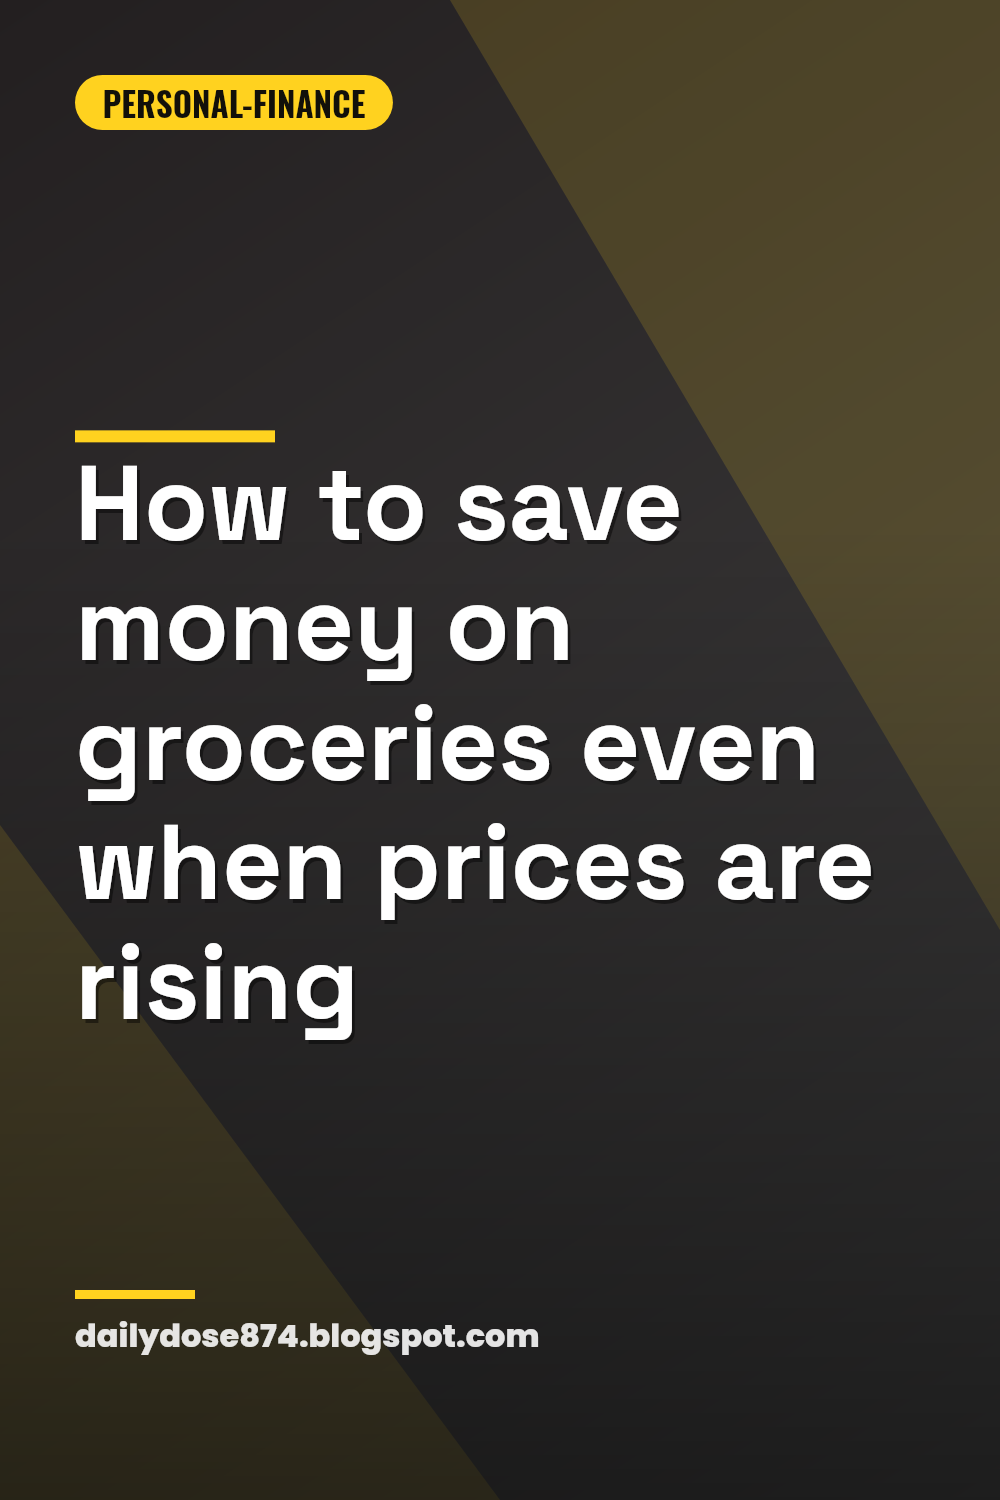 PERSONAL-FINANCE
How to save
money on
groceries even
when prices are
rising
dailydose874.blogspot.com